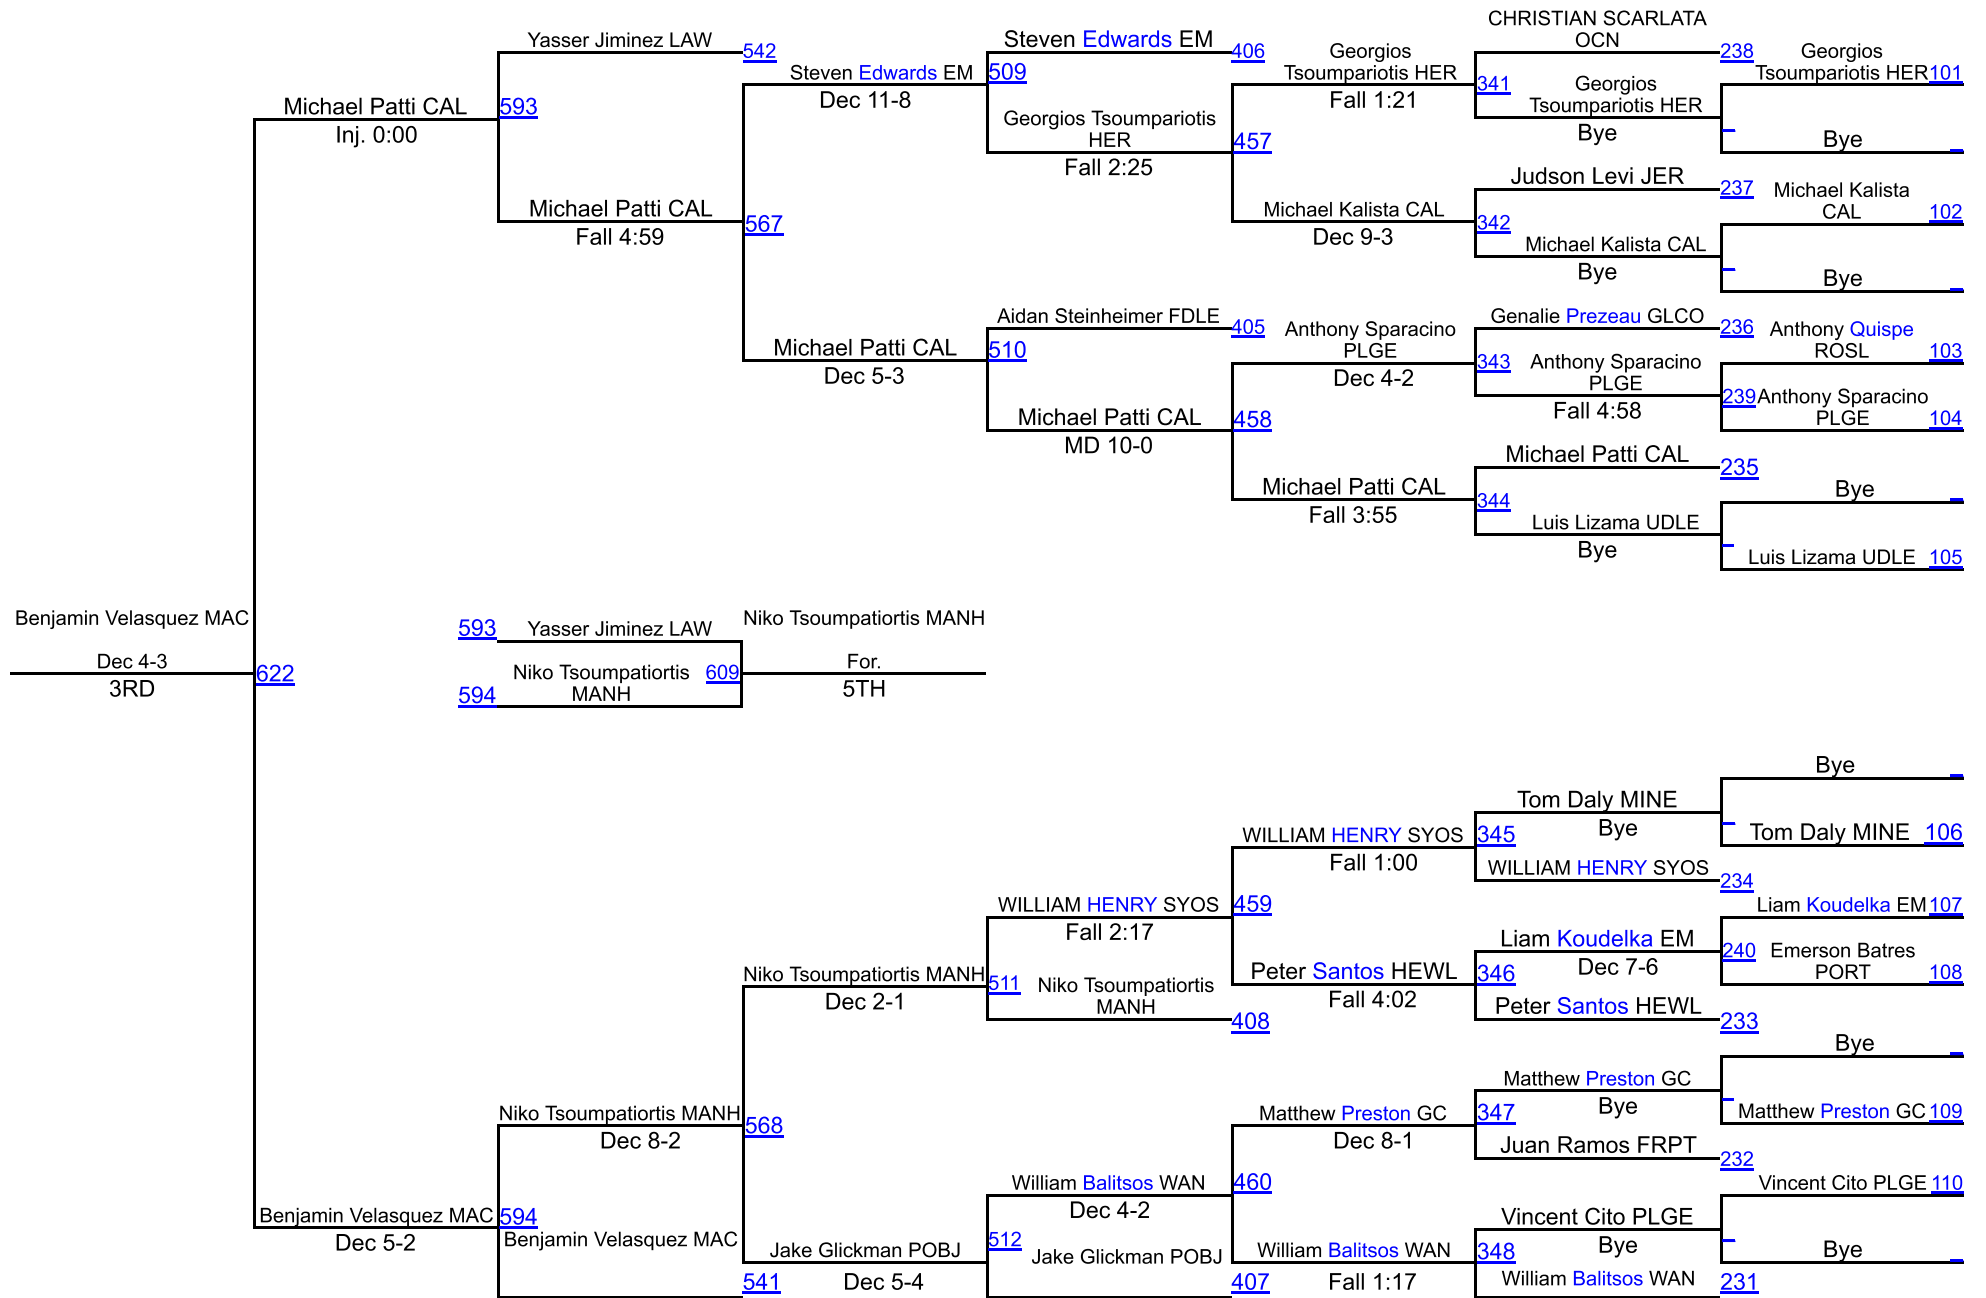 CHRISTIAN SCARLATA
OCN
Yasser Jiminez LAW
542
Steven Edwards EM
406
Georgios
Tsoumpariotis HER
238
Georgios
Tsoumpariotis HER
101
Steven Edwards EM
509
Dec 11-8
Fall 1:21
341
Georgios
Tsoumpariotis HER
Michael Patti CAL
593
Inj. 0:00
Georgios Tsoumpariotis
HER
457
Fall 2:25
Bye
Bye
Judson Levi JER
237
Michael Kalista
CAL
102
Michael Patti CAL
567
Fall 4:59
Michael Kalista CAL
342
Dec 9-3
Michael Kalista CAL
Bye
Bye
Aidan Steinheimer FDLE
405
Anthony Sparacino
PLGE
Genalie Prezeau GLCO
236
Anthony Quispe
ROSL
103
Michael Patti CAL
510
Dec 5-3
Dec 4-2
343
Anthony Sparacino
PLGE
Fall 4:58
239
Anthony Sparacino
PLGE
104
Michael Patti CAL
458
MD 10-0
Michael Patti CAL
235
Michael Patti CAL
344
Fall 3:55
Bye
Luis Lizama UDLE
Bye
Luis Lizama UDLE
105
Benjamin Velasquez MAC
593
Yasser Jiminez LAW
Niko Tsoumpatiortis MANH
Dec 4-3
622
3RD
594
Niko Tsoumpatiortis
MANH
609
For.
5TH
Bye
Tom Daly MINE
Bye
Tom Daly MINE
106
WILLIAM HENRY SYOS
345
Fall 1:00
WILLIAM HENRY SYOS
234
WILLIAM HENRY SYOS
459
Fall 2:17
Liam Koudelka EM
107
Liam Koudelka EM
240
Dec 7-6
Emerson Batres
PORT
108
Niko Tsoumpatiortis MANH
511
Dec 2-1
Niko Tsoumpatiortis
MANH
408
Peter Santos HEWL
346
Fall 4:02
Peter Santos HEWL
233
Bye
Matthew Preston GC
Bye
Matthew Preston GC
109
Niko Tsoumpatiortis MANH
568
Dec 8-2
Matthew Preston GC
347
Dec 8-1
Juan Ramos FRPT
232
William Balitsos WAN
460
Dec 4-2
Vincent Cito PLGE
110
Vincent Cito PLGE
Bye
Bye
Benjamin Velasquez MAC
594
Dec 5-2
Benjamin Velasquez MAC
541
Jake Glickman POBJ
512
Dec 5-4
Jake Glickman POBJ
407
William Balitsos WAN
348
Fall 1:17
William Balitsos WAN
231